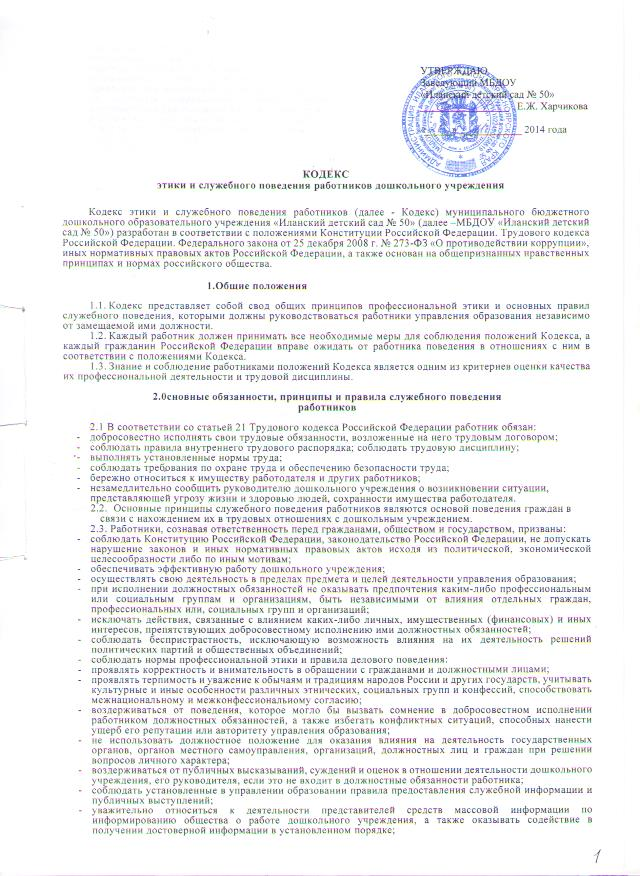 УТВЕРЖДАЮ
Заведующий МБДОУ
«Иланский детский сад № 50»
Е.Ж. Харчикова
2014 года
КОДЕКС
этики и служебного поведения работников дошкольного учреждения
Кодекс этики и служебного поведения работников (далее - Кодекс) муниципального бюджетного
дошкольного образовательного учреждения «Иланский детский сад № 50» (далее –МБДОУ «Иланский детский
сад № 50») разработан в соответствии с положениями Конституции Российской Федерации. Трудового кодекса
Российской Федерации. Федерального закона от 25 декабря 2008 г. № 273-ФЗ «О противодействии коррупции»,
иных нормативных правовых актов Российской Федерации, а также основан на общепризнанных нравственных
принципах и нормах российского общества.
1.Общие положения
1.1. Кодекс представляет собой свод общих принципов профессиональной этики и основных правил
служебного поведения, которыми должны руководствоваться работники управления образования независимо
от замещаемой ими должности.
1.2. Каждый работник должен принимать все необходимые меры для соблюдения положений Кодекса, а
каждый гражданин Российской Федерации вправе ожидать от работника поведения в отношениях с ним в
соответствии с положениями Кодекса.
1.3. Знание и соблюдение работниками положений Кодекса является одним из критериев оценки качества
их профессиональной деятельности и трудовой дисциплины.
2.Основные обязанности, принципы и правила служебного поведения
работников
2.1 В соответствии со статьей 21 Трудового кодекса Российской Федерации работник обязан:
- добросовестно исполнять свои трудовые обязанности, возложенные на него трудовым договором;
- соблюдать правила внутреннего трудового распорядка; соблюдать трудовую дисциплину;
- выполнять установленные нормы труда;
- соблюдать требования по охране труда и обеспечению безопасности труда;
- бережно относиться к имуществу работодателя и других работников;
- незамедлительно сообщить руководителю дошкольного учреждения о возникновении ситуации,
представляющей угрозу жизни и здоровью людей, сохранности имущества работодателя.
2.2. Основные принципы служебного поведения работников являются основой поведения граждан в
связи с нахождением их в трудовых отношениях с дошкольным учреждением.
2.3. Работники, сознавая ответственность перед гражданами, обществом и государством, призваны:
- соблюдать Конституцию Российской Федерации, законодательство Российской Федерации, не допускать
нарушение законов и иных нормативных правовых актов исходя из политической, экономической
целесообразности либо по иным мотивам;
- обеспечивать эффективную работу дошкольного учреждения;
- осуществлять свою деятельность в пределах предмета и целей деятельности управления образования;
- при исполнении должностных обязанностей не оказывать предпочтения каким-либо профессиональным
или социальным группам и организациям, быть независимыми от влияния отдельных граждан,
профессиональных или, социальных групп и организаций;
- исключать действия, связанные с влиянием каких-либо личных, имущественных (финансовых) и иных
интересов, препятствующих добросовестному исполнению ими должностных обязанностей;
- соблюдать беспристрастность, исключающую возможность влияния на их деятельность решений
политических партий и общественных объединений;
- соблюдать нормы профессиональной этики и правила делового поведения:
- проявлять корректность и внимательность в обращении с гражданами и должностными лицами;
- проявлять терпимость и уважение к обычаям и традициям народов России и других государств, учитывать
культурные и иные особенности различных этнических, социальных групп и конфессий, способствовать
межнациональному и межконфессиональному согласию;
- воздерживаться от поведения, которое могло бы вызвать сомнение в добросовестном исполнении
работником должностных обязанностей, а также избегать конфликтных ситуаций, способных нанести
ущерб его репутации или авторитету управления образования;
- не использовать должностное положение для оказания влияния на деятельность государственных
органов, органов местного самоуправления, организаций, должностных лиц и граждан при решении
вопросов личного характера;
- воздерживаться от публичных высказываний, суждений и оценок в отношении деятельности дошкольного
учреждения, его руководителя, если это не входит в должностные обязанности работника;
- соблюдать установленные в управлении образовании правила предоставления служебной информации и
публичных выступлений;
- уважительно относиться к деятельности представителей средств массовой информации по
информированию общества о работе дошкольного учреждения, а также оказывать содействие в
получении достоверной информации в установленном порядке;
1